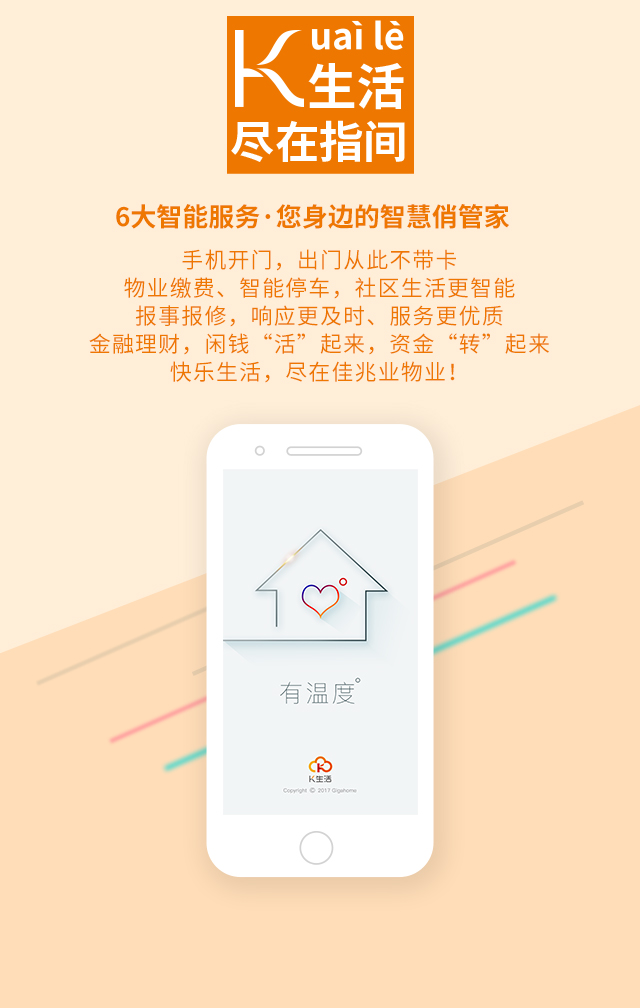 Kuaì lè
生活
尽在指间
6大智能服务·您身边的智慧俏管家
手机开门，出门从此不带卡
物业缴费、智能停车，社区生活更智能
报事报修，响应更及时、服务更优质
金融理财，闲钱“活”起来，资金“转”起来
快乐生活，尽在佳兆业物业！
有温度°
K生活
Copyright © 2017 Gigahome